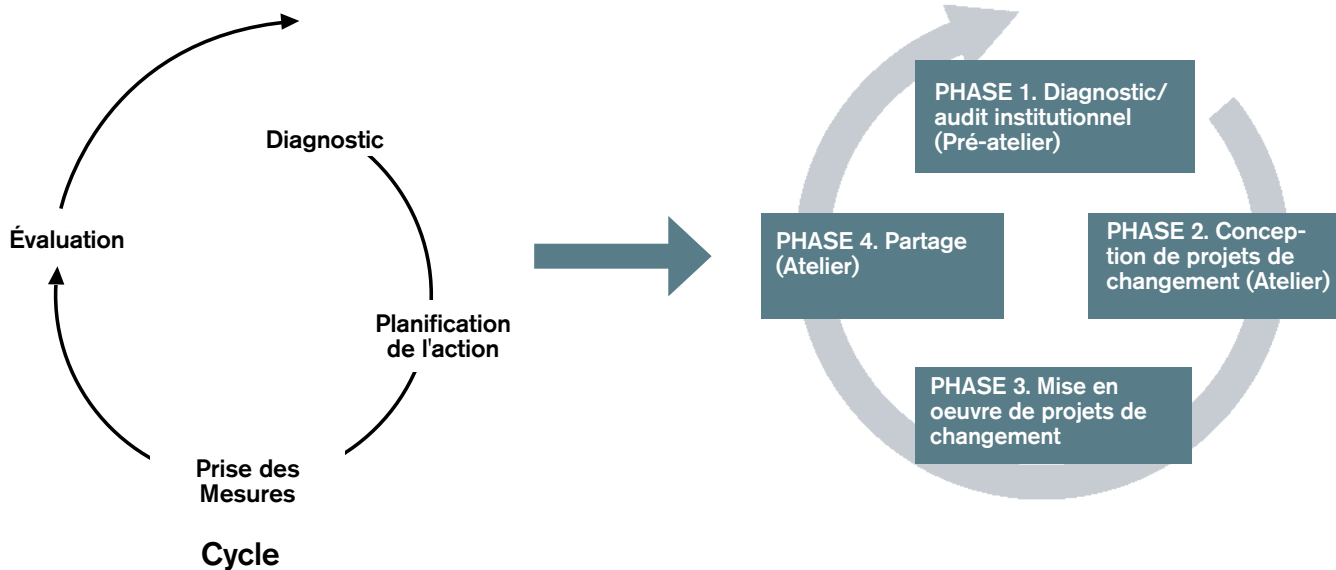 Diagnostic
Évaluation
Planification
de l'action
Prise des
Mesures
Cycle
PHASE 1. Diagnostic/
audit institutionnel
(Pré-atelier)
PHASE 2. Concep-
tion de projets de
changement (Atelier)
PHASE 3. Mise en
oeuvre de projets de
changement
PHASE 4. Partage
(Atelier)